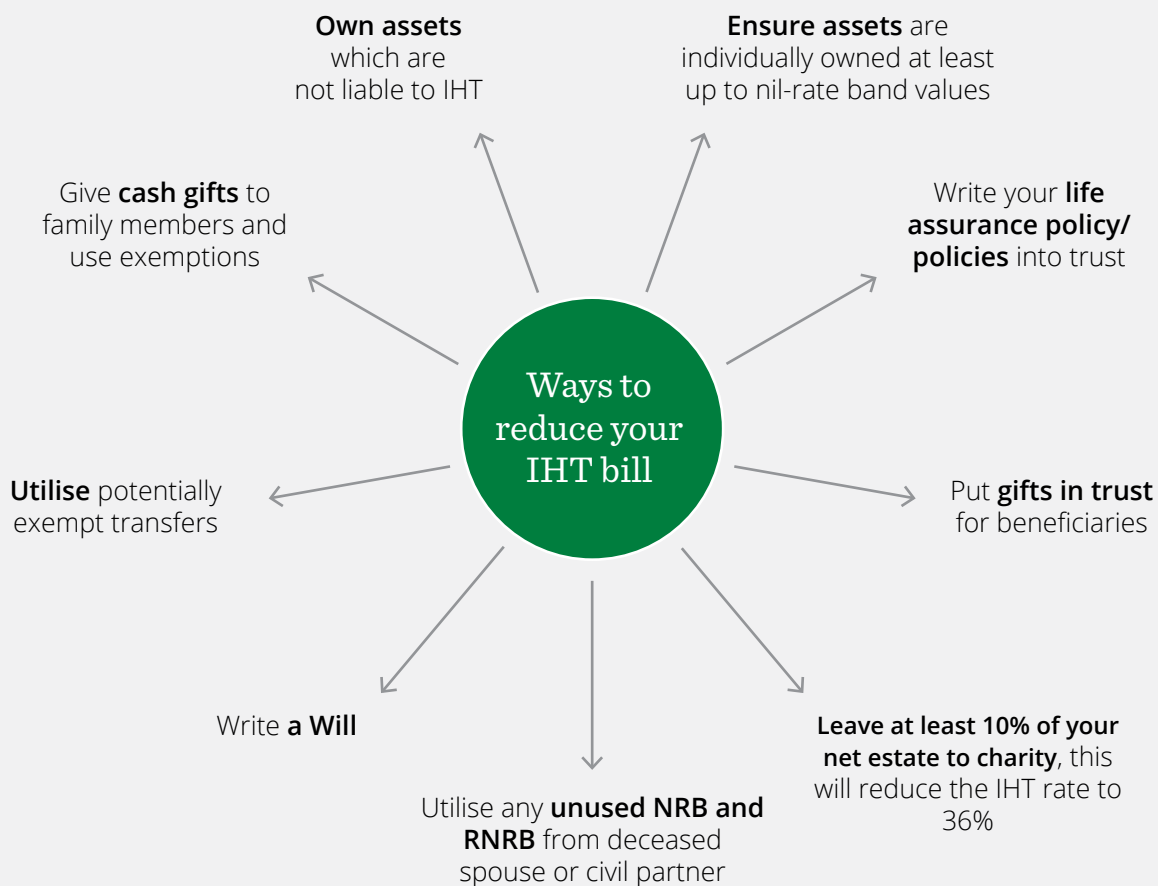 Own assets
which are
not liable to IHT
Ensure assets are
individually owned at least
up to nil-rate band values
Give cash gifts to
family members and
use exemptions
Write your life
assurance policy/
policies into trust
Ways to
reduce your
IHT bill
Utilise potentially
exempt transfers
Put gifts in trust
for beneficiaries
Write a Will
Leave at least 10% of your
net estate to charity, this
will reduce the IHT rate to
36%
Utilise any unused NRB and
RNRB from deceased
spouse or civil partner